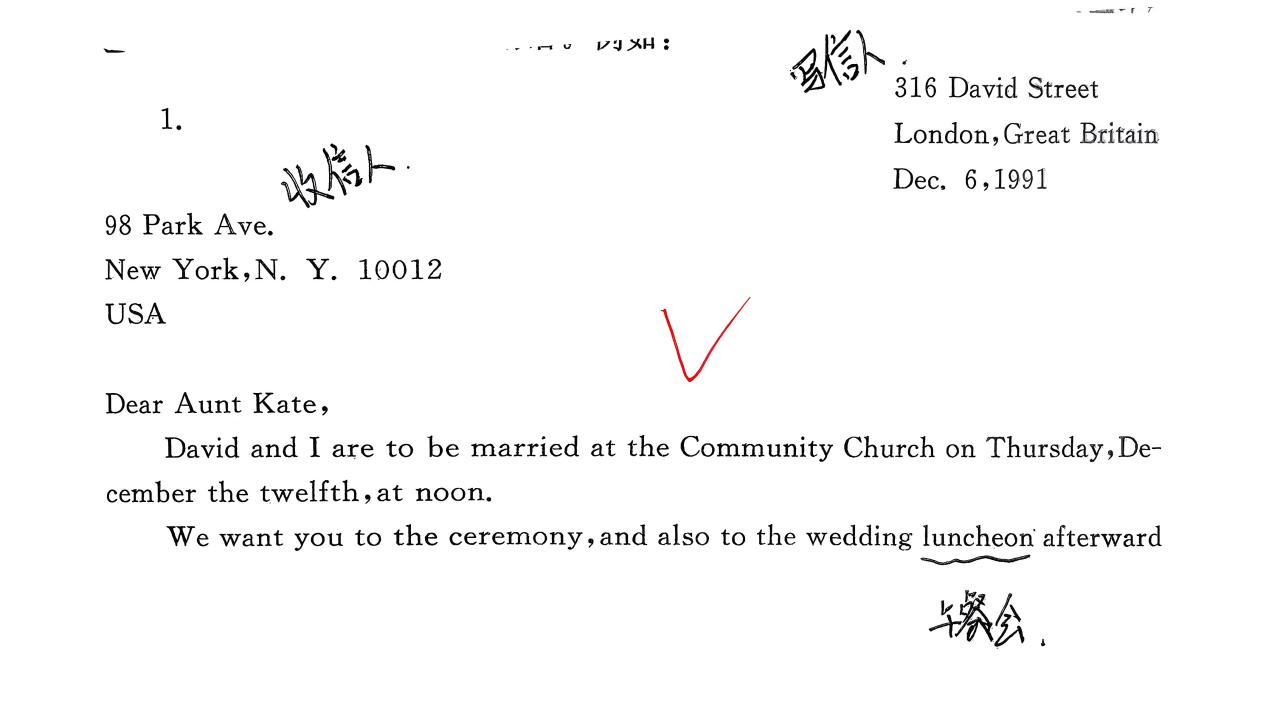 例如：
写信人.
316 David Street
1.
London,Great Britain
收信人.
Dec. 6,1991
98 Park Ave.
New York,N. Y. 10012
USA
Dear Aunt Kate,
David and I are to be married at the Community Church on Thursday,De-
cember the twelfth,at noon.
We want you to the ceremony,and also to the wedding luncheon afterward
午餐会.